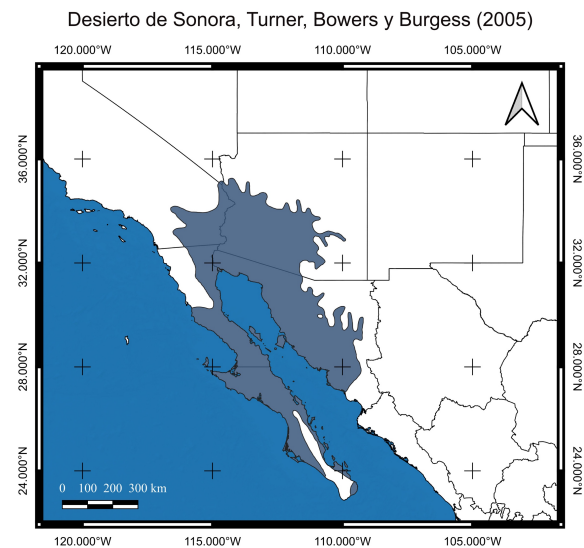 Desierto de Sonora, Turner, Bowers y Burgess (2005)
120.000°W 115.000°W 110.000°W 105.000°W
36.000°N 36.000°N
32.000°N 32.000°N
28.000°N 28.000°N
24.000°N 24.000°N
0 100 200 300 km
120.000°W 115.000°W 110.000°W 105.000°W